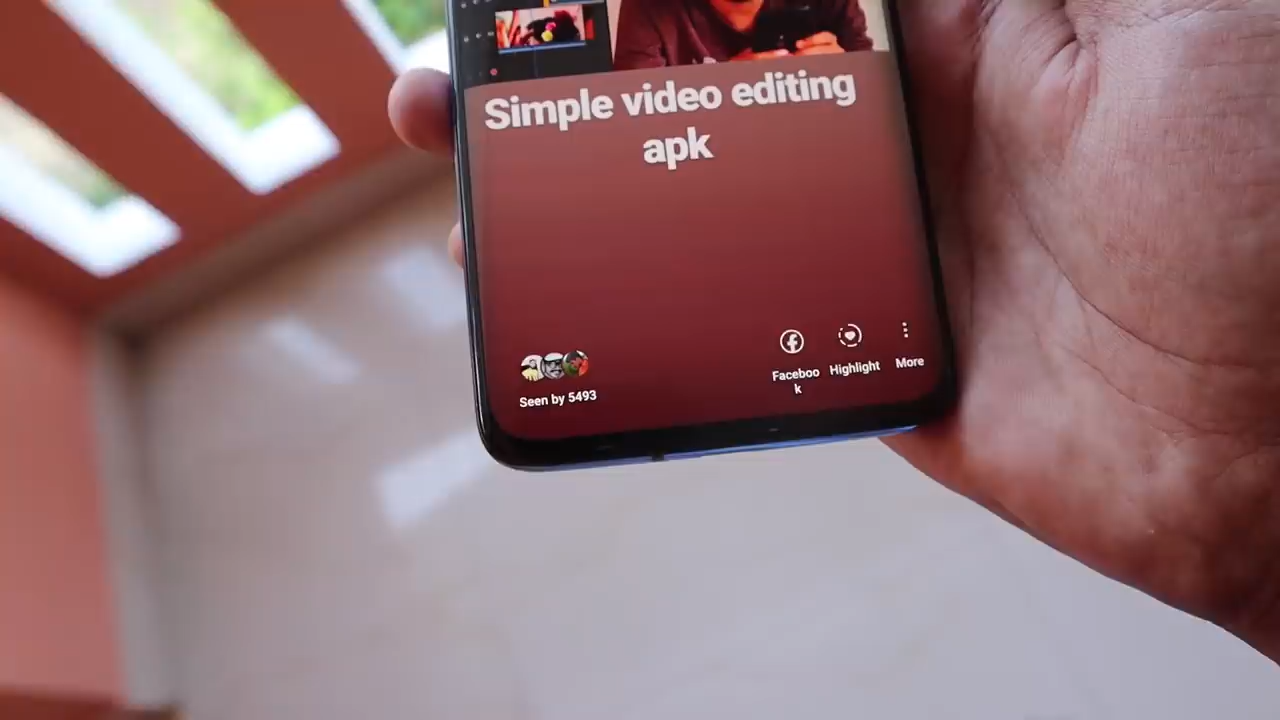 Simple video editing
apk
Seen by 5493
Faceboo
k
Highlight
More